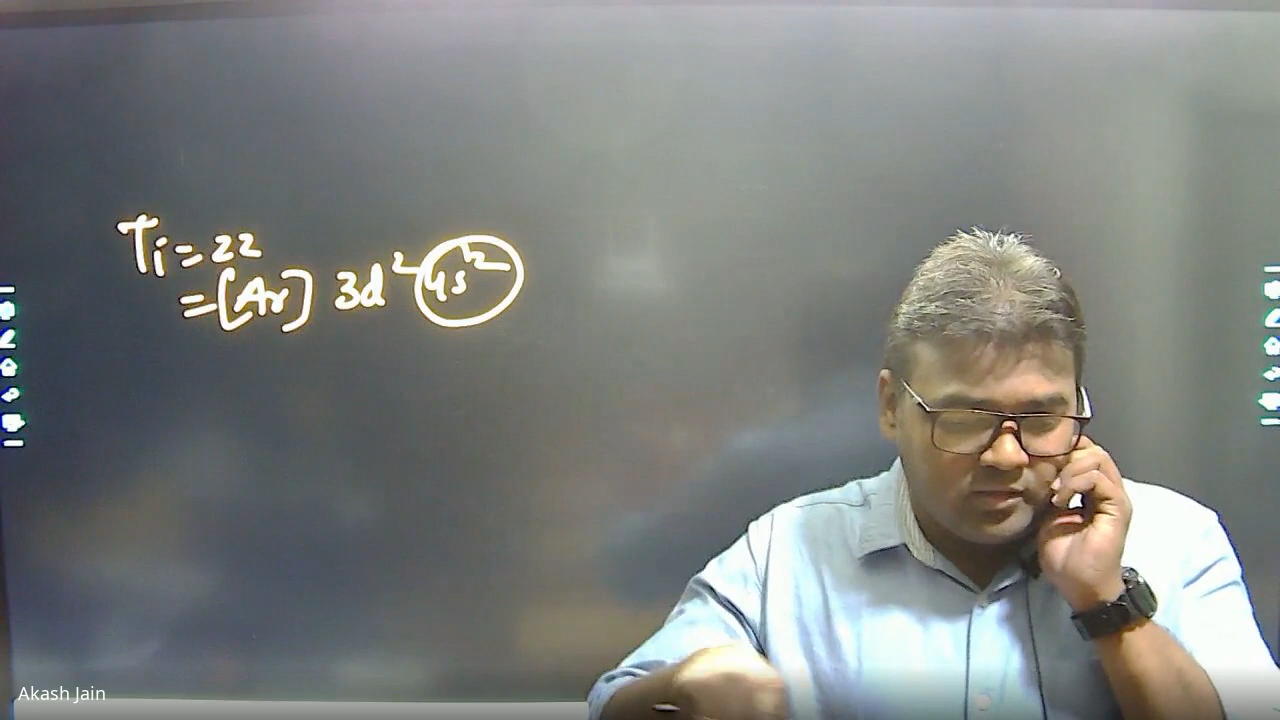 Ti = 22
= [Ar] 3d² 4s²
Akash Jain